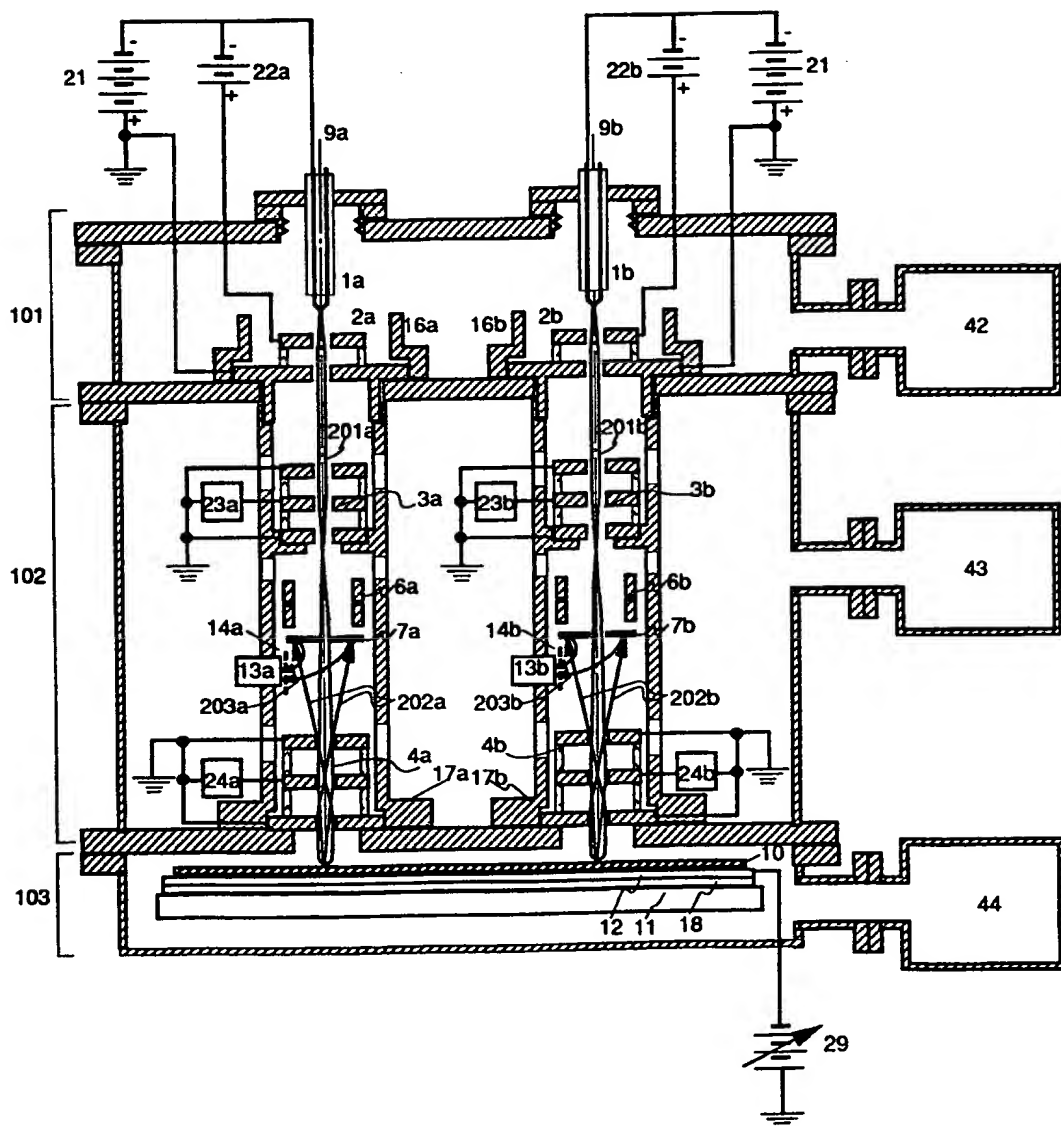 - -
21 22a
+ +
- -
22b 21
+ +
9a 9b
1a 1b
101
2a 16a 16b 2b
42
201a 201b
23a 3a 23b 3b
43
102
6a 6b
14a 7a 14b 7b
13a 13b
203a 202a 203b 202b
4a 17a 17b 4b
24a 24b
10
103
12 11 18
44
29